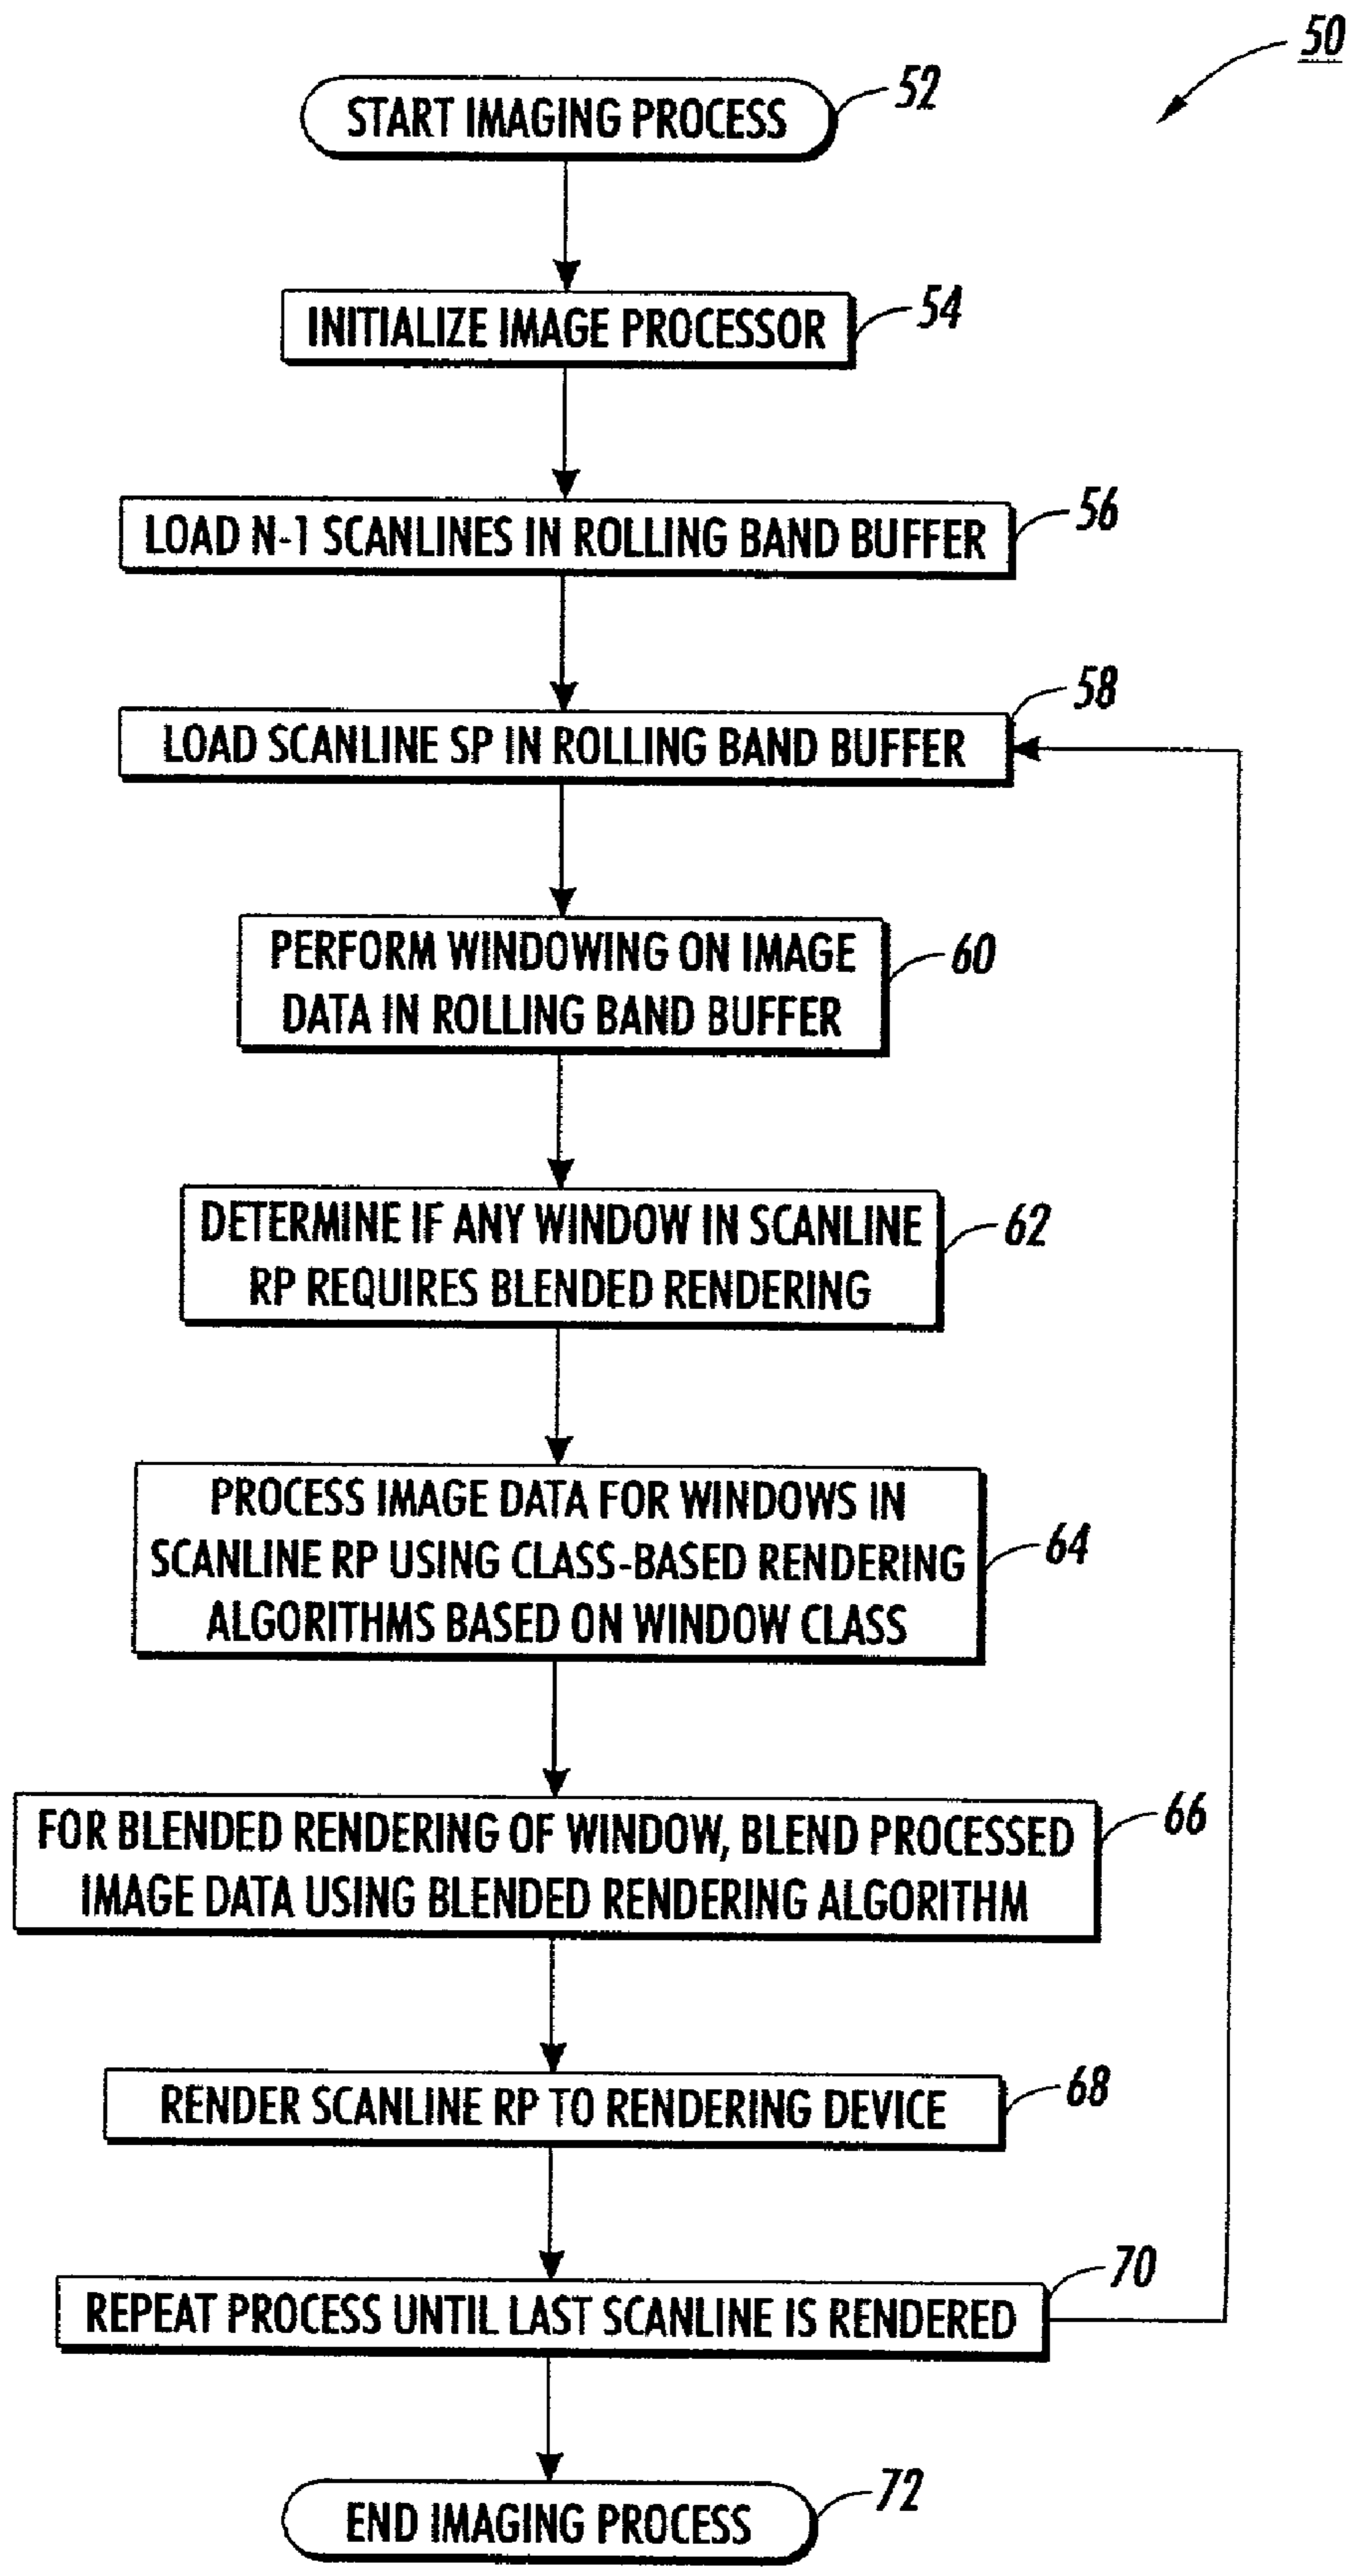 50
START IMAGING PROCESS
52
INITIALIZE IMAGE PROCESSOR
54
LOAD N-1 SCANLINES IN ROLLING BAND BUFFER
56
LOAD SCANLINE SP IN ROLLING BAND BUFFER
58
PERFORM WINDOWING ON IMAGE
DATA IN ROLLING BAND BUFFER
60
DETERMINE IF ANY WINDOW IN SCANLINE
RP REQUIRES BLENDED RENDERING
62
PROCESS IMAGE DATA FOR WINDOWS IN
SCANLINE RP USING CLASS-BASED RENDERING
ALGORITHMS BASED ON WINDOW CLASS
64
FOR BLENDED RENDERING OF WINDOW, BLEND PROCESSED
IMAGE DATA USING BLENDED RENDERING ALGORITHM
66
RENDER SCANLINE RP TO RENDERING DEVICE
68
REPEAT PROCESS UNTIL LAST SCANLINE IS RENDERED
70
END IMAGING PROCESS
72